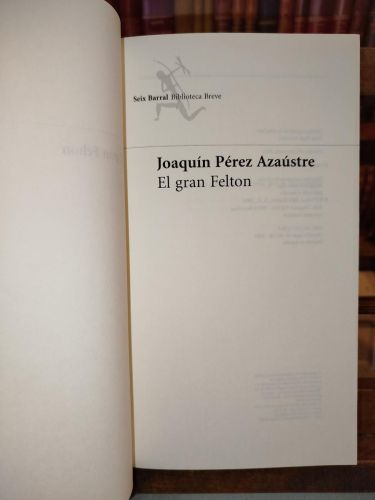 Seix Barral Biblioteca Breve
Joaquín Pérez Azaústre
El gran Felton